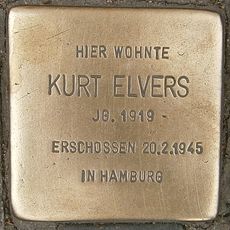 HIER WOHNTE
KURT ELVERS
JG. 1919 -
ERSCHOSSEN 20.2.1945
IN HAMBURG